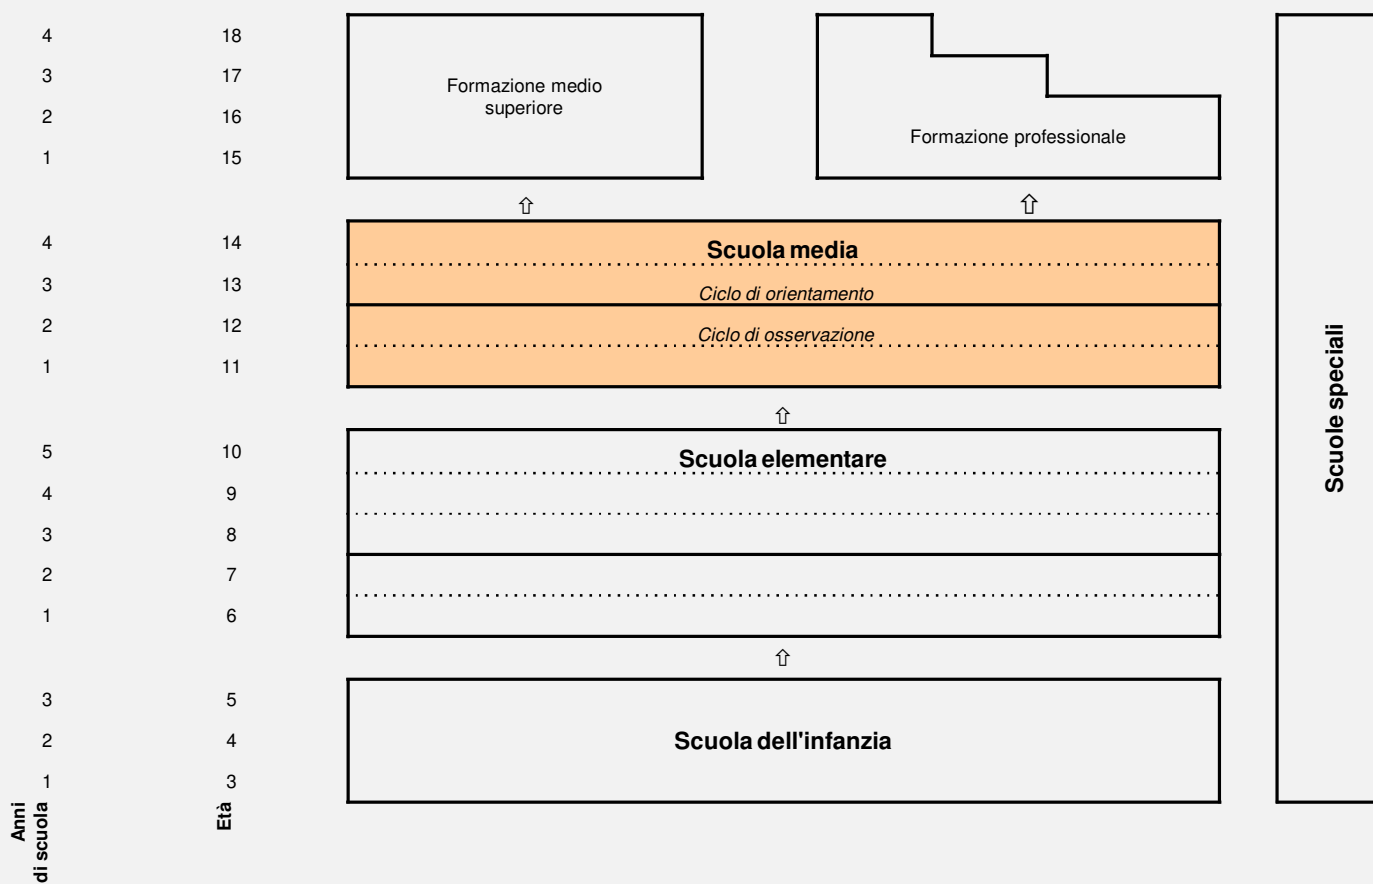 4 18
Formazione medio
superiore
3 17
2 16
Formazione professionale
1 15
⇧ ⇧
4 14 Scuola media
3 13 Ciclo di orientamento
2 12 Ciclo di osservazione
1 11
⇧
5 10 Scuola elementare
4 9
3 8
2 7
1 6
⇧
3 5
2 4 Scuola dell'infanzia
1 3
Anni
di scuola
Età
Scuole speciali